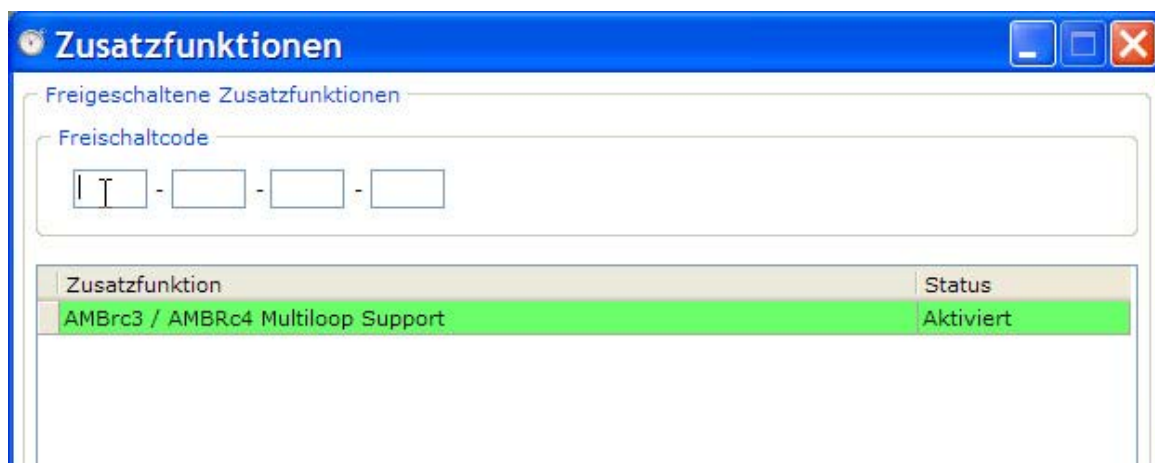 Zusatzfunktionen
Freigeschaltene Zusatzfunktionen
Freischaltcode
- - -
Zusatzfunktion Status
AMBrc3 / AMBRc4 Multiloop Support Aktiviert